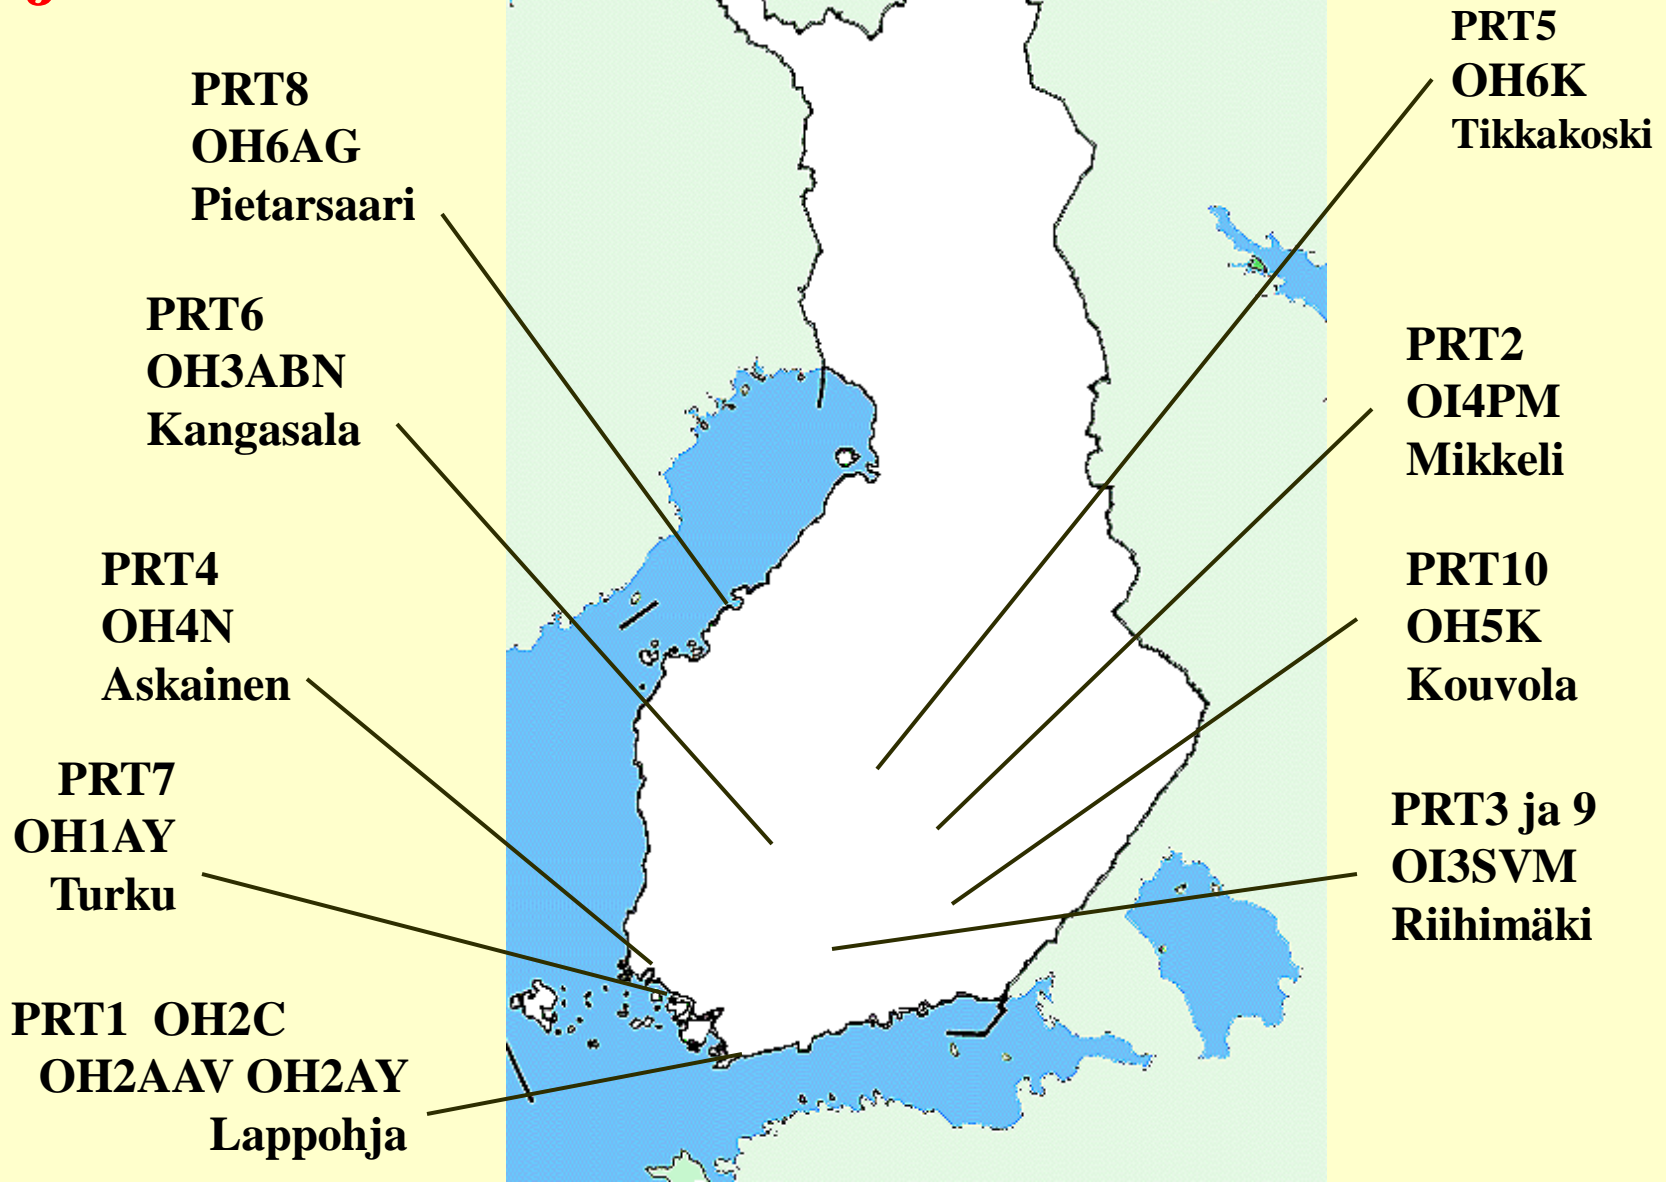 PRT8
OH6AG
Pietarsaari
PRT6
OH3ABN
Kangasala
PRT4
OH4N
Askainen
PRT7
OH1AY
Turku
PRT1 OH2C
OH2AAV OH2AY
Lappohja
PRT5
OH6K
Tikkakoski
PRT2
OI4PM
Mikkeli
PRT10
OH5K
Kouvola
PRT3 ja 9
OI3SVM
Riihimäki